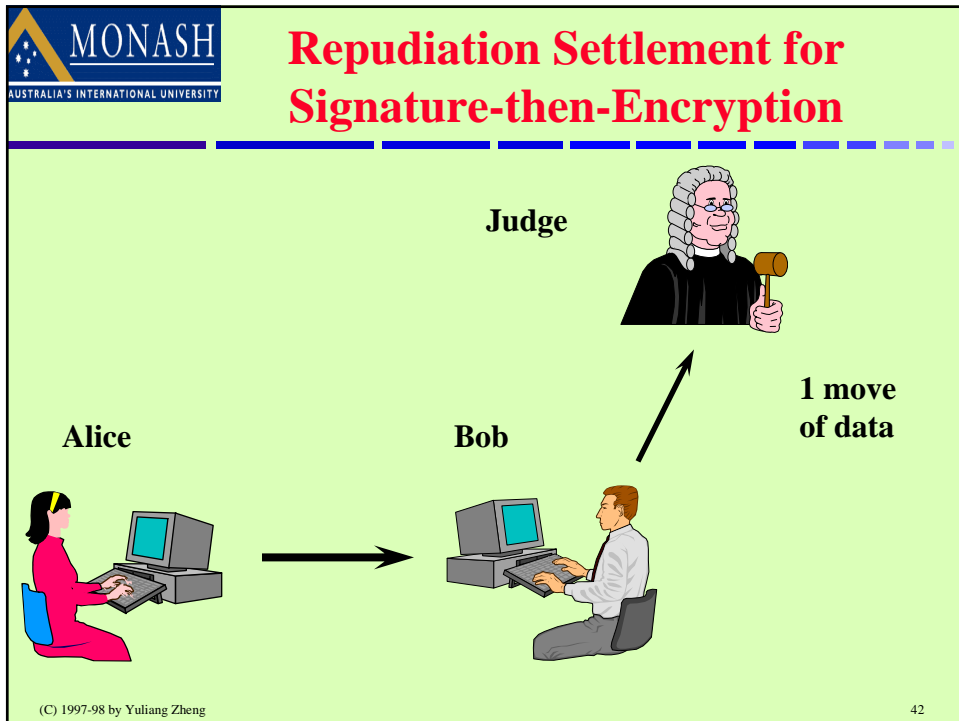 MONASH
AUSTRALIA'S INTERNATIONAL UNIVERSITY
Repudiation Settlement for
Signature-then-Encryption
Judge
1 move
of data
Alice
Bob
(C) 1997-98 by Yuliang Zheng
42